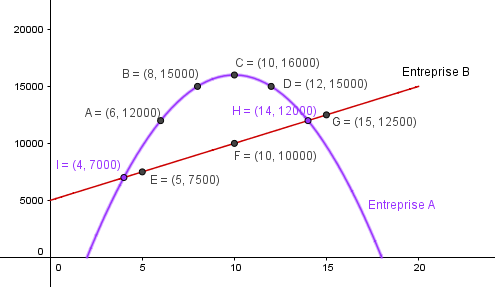 20000
C = (10, 16000)
B = (8, 15000)
Entreprise B
15000
D = (12, 15000)
A = (6, 12000)
H = (14, 12000)
G = (15, 12500)
10000
F = (10, 10000)
I = (4, 7000)
E = (5, 7500)
5000
Entreprise A
0
0
5
10
15
20